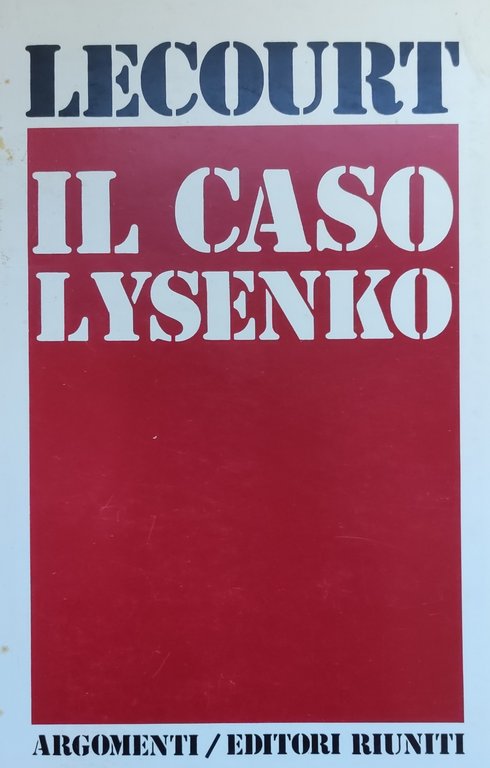 LECOURT
IL CASO
LYSENKO
ARGOMENTI / EDITORI RIUNITI